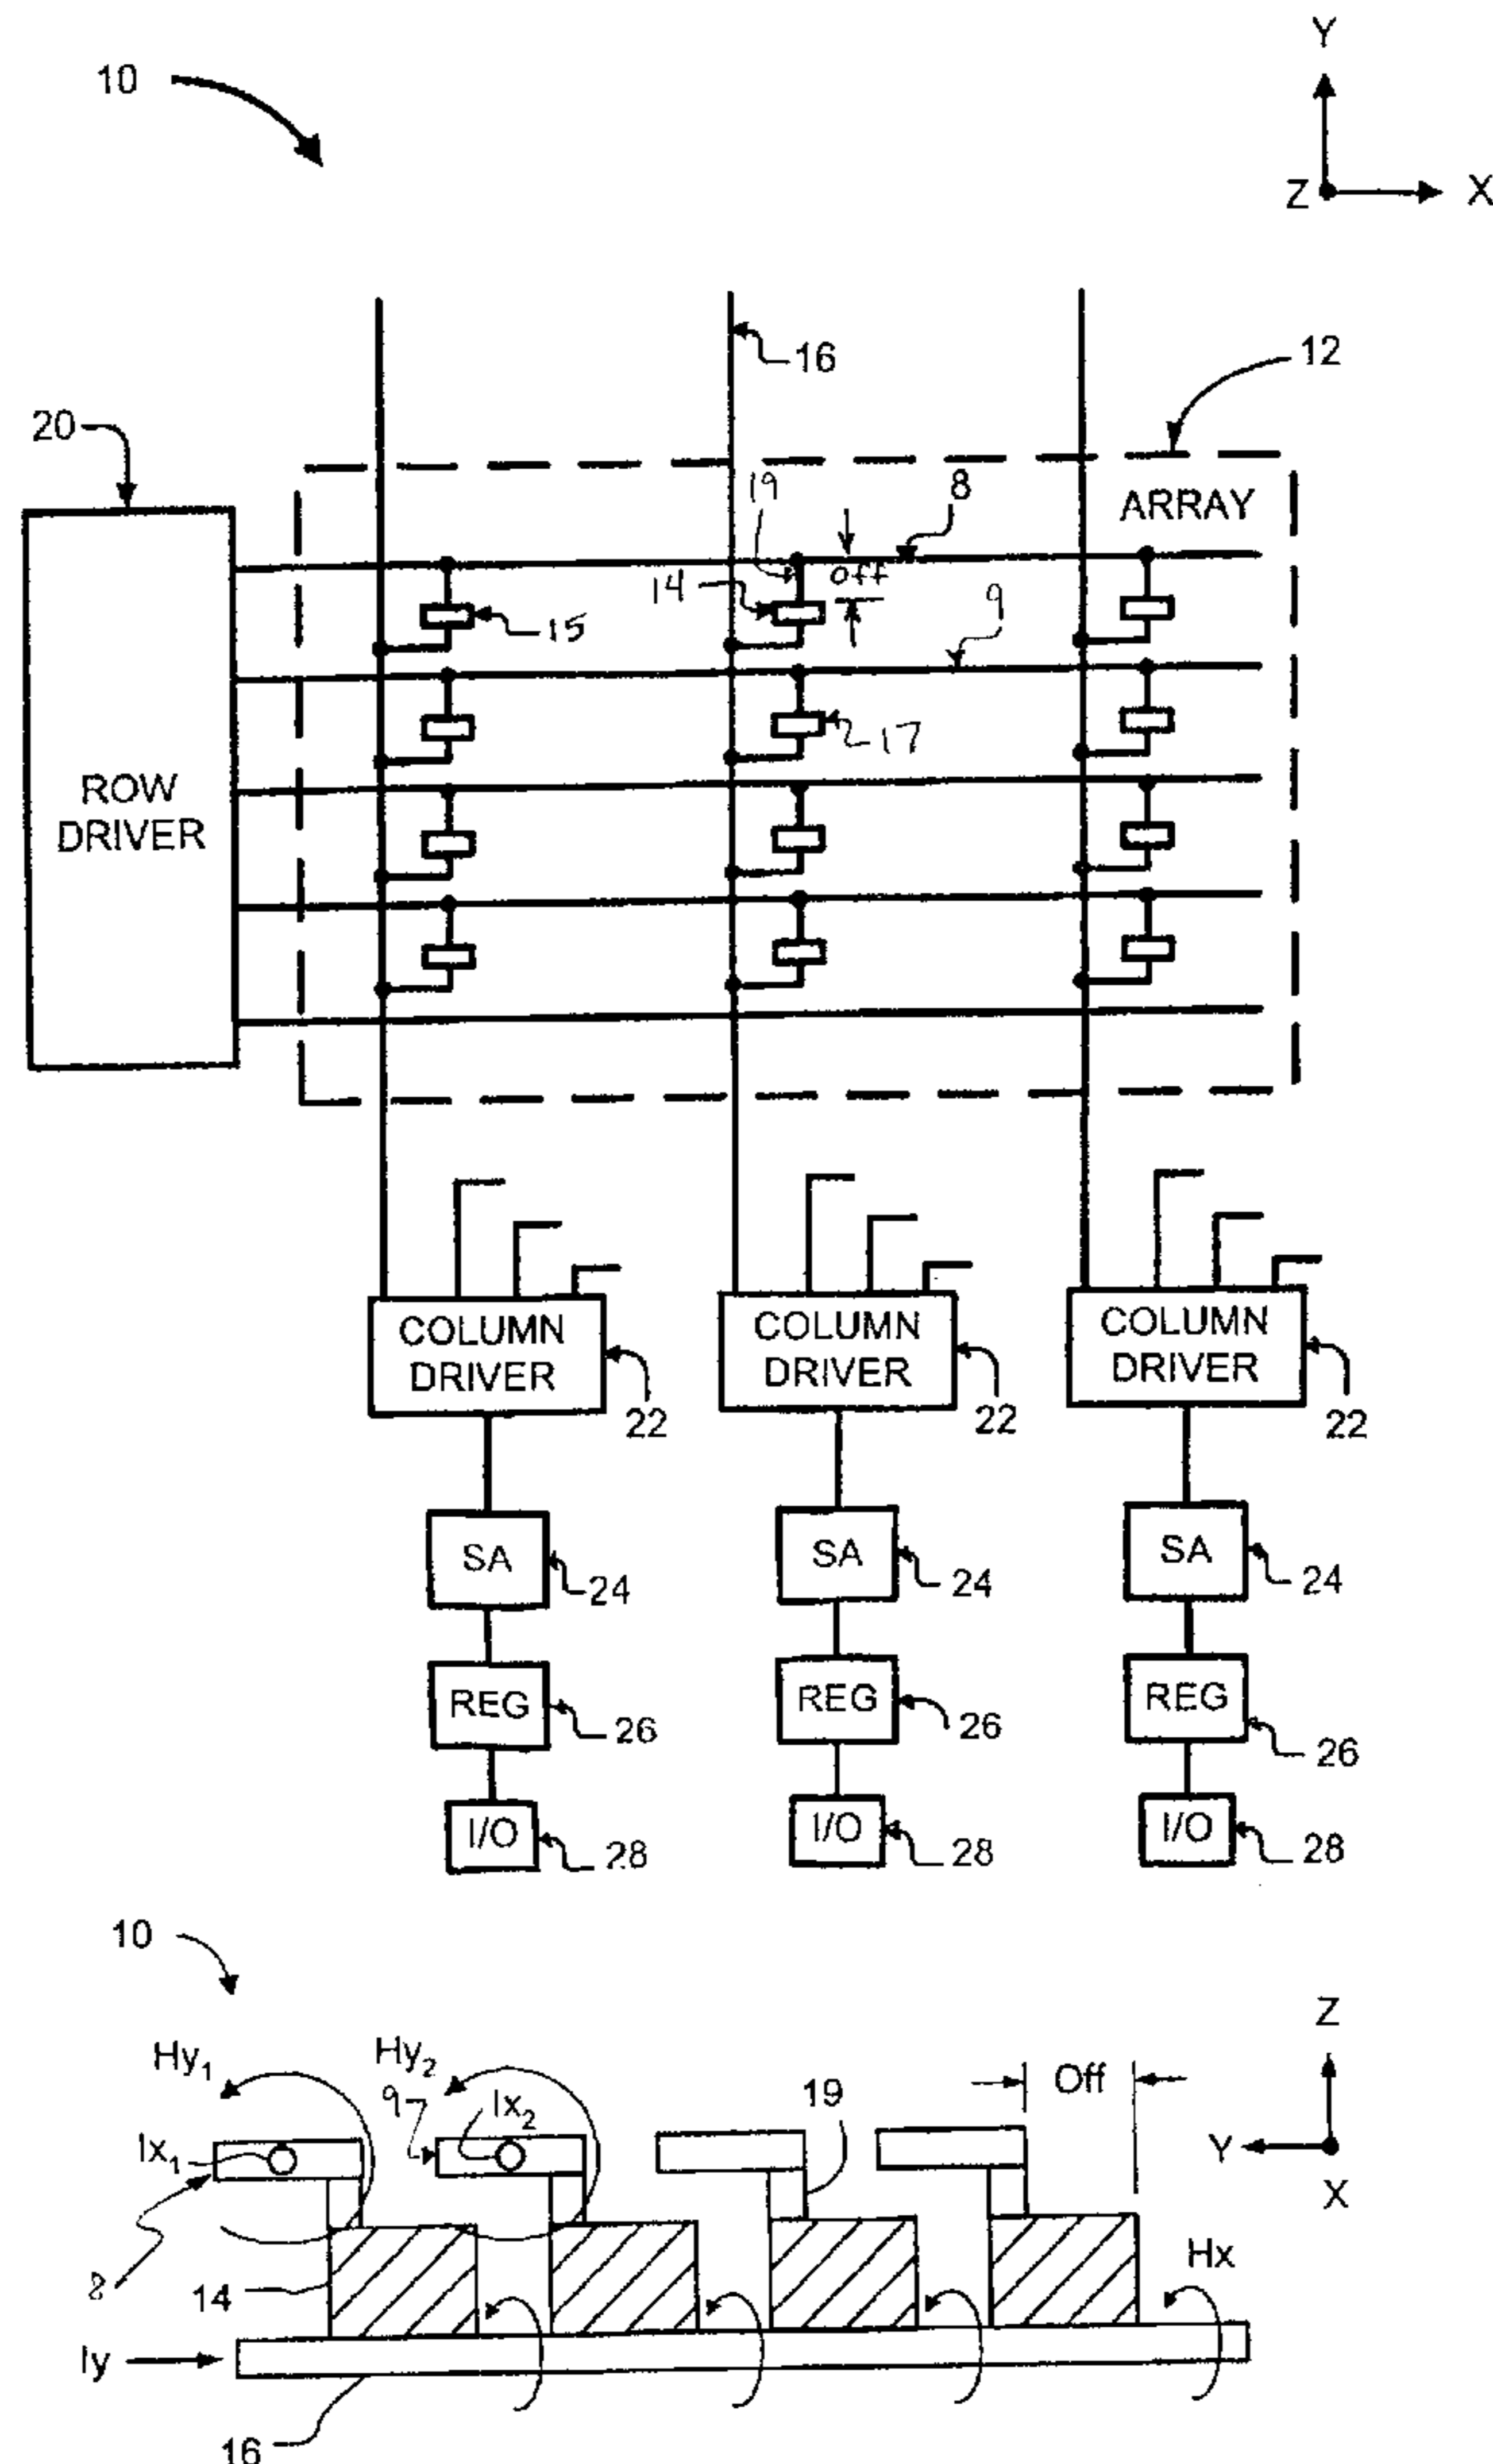 10
Y
Z X
16
12
20
19 8
ARRAY
14 off 9
15
17
ROW
DRIVER
COLUMN
DRIVER
COLUMN
DRIVER
COLUMN
DRIVER
22 22 22
SA SA SA
24 24 24
REG REG REG
26 26 26
I/O I/O I/O
28 28 28
10
Z
Hy₁ Hy₂ Off
9 Ix₂ 19
Ix₁ Y
X
8 14 Hx
Iy
16